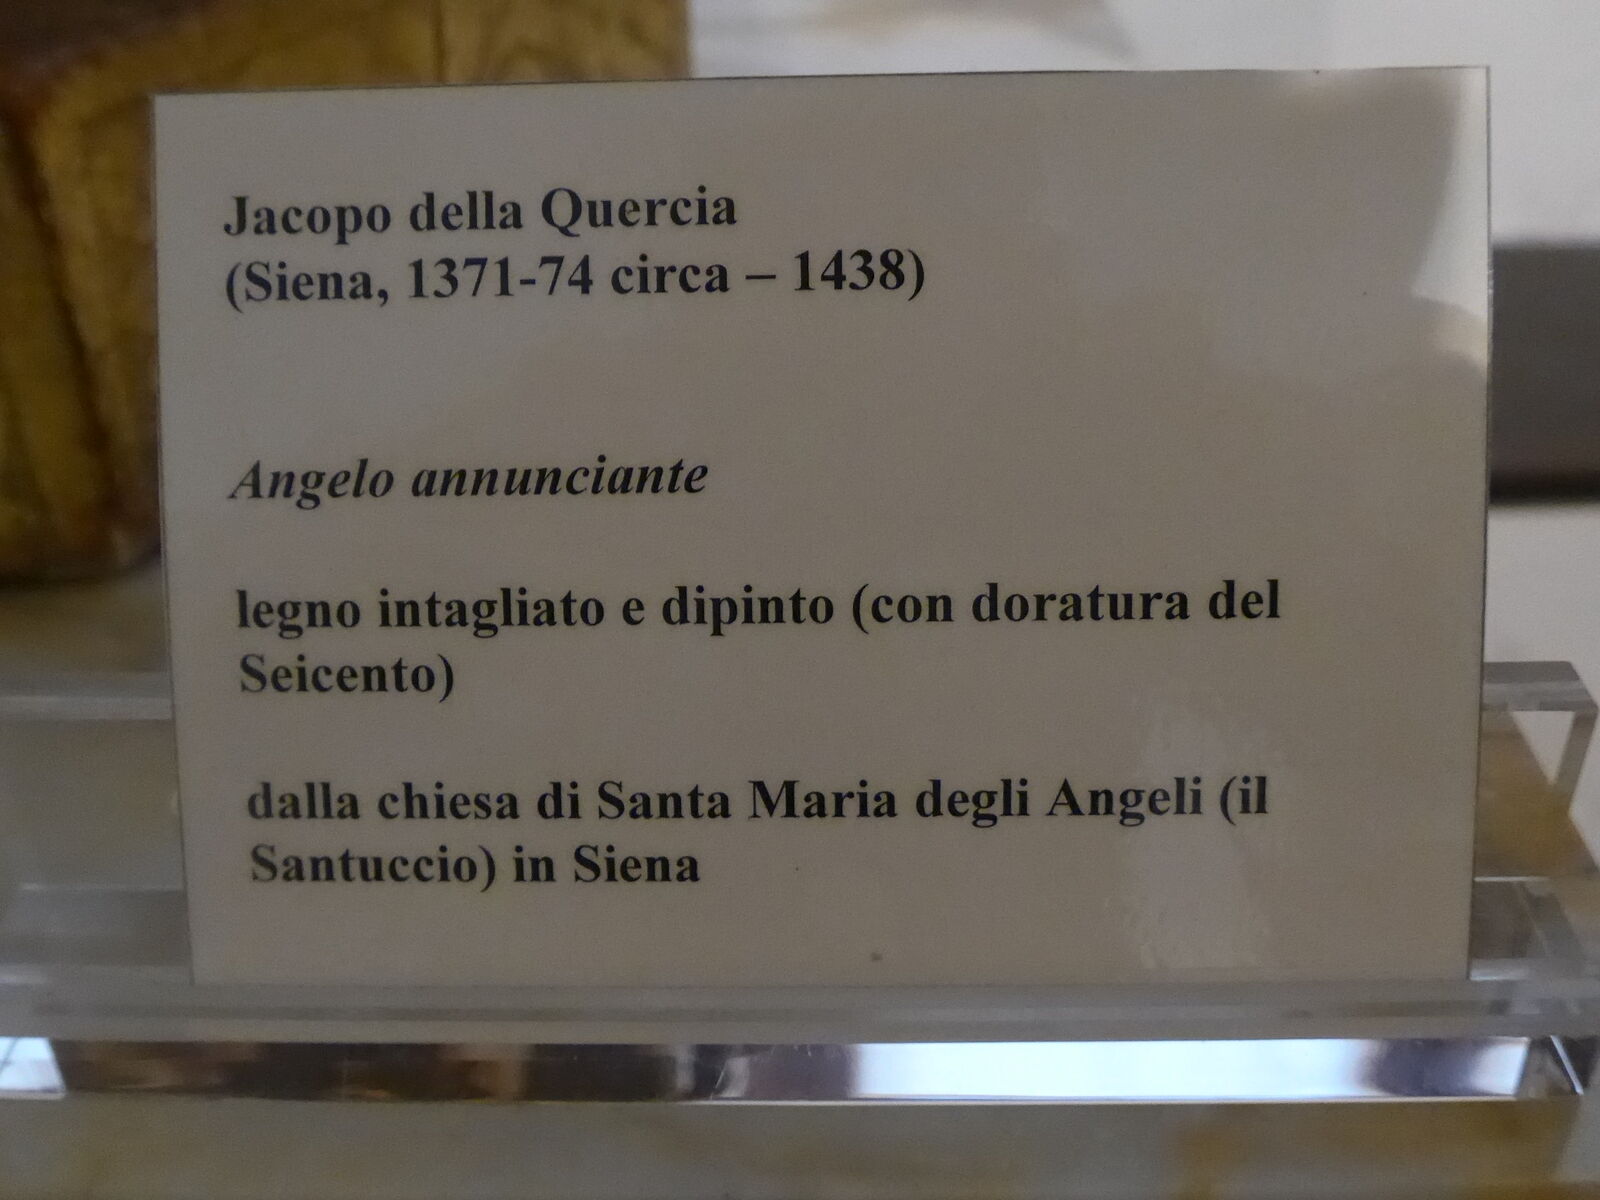 Jacopo della Quercia
(Siena, 1371-74 circa – 1438)
Angelo annunciante
legno intagliato e dipinto (con doratura del
Seicento)
dalla chiesa di Santa Maria degli Angeli (il
Santuccio) in Siena